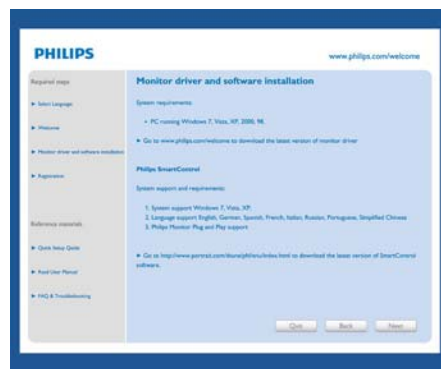 PHILIPS
www.philips.com/welcome
Required steps
Select Language
Welcome
Monitor driver and software installation
Registration
Reference materials
Quick Setup Guide
Read User Manual
FAQ & Troubleshooting
Monitor driver and software installation
System requirements:
• PC running Windows 7, Vista, XP, 2000, 98.
Go to www.philips.com/welcome to download the latest version of monitor driver
Philips SmartControl
System support and requirements:
1. System support Windows 7, Vista, XP.
2. Language support English, German, Spanish, French, Italian, Russian, Portuguese, Simplified Chinese
3. Philips Monitor Plug and Play support
Go to to download the latest version of SmartControl
software.
Quit Back Next